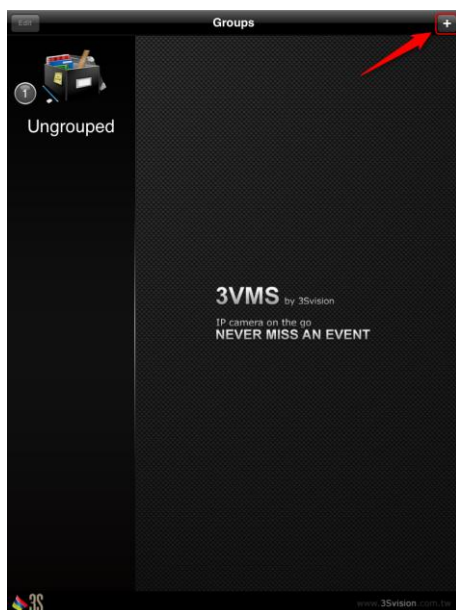 Edit
Groups
+
1
Ungrouped
3VMS by 3Svision
IP camera on the go
NEVER MISS AN EVENT
3S
www.3Svision.com.tw